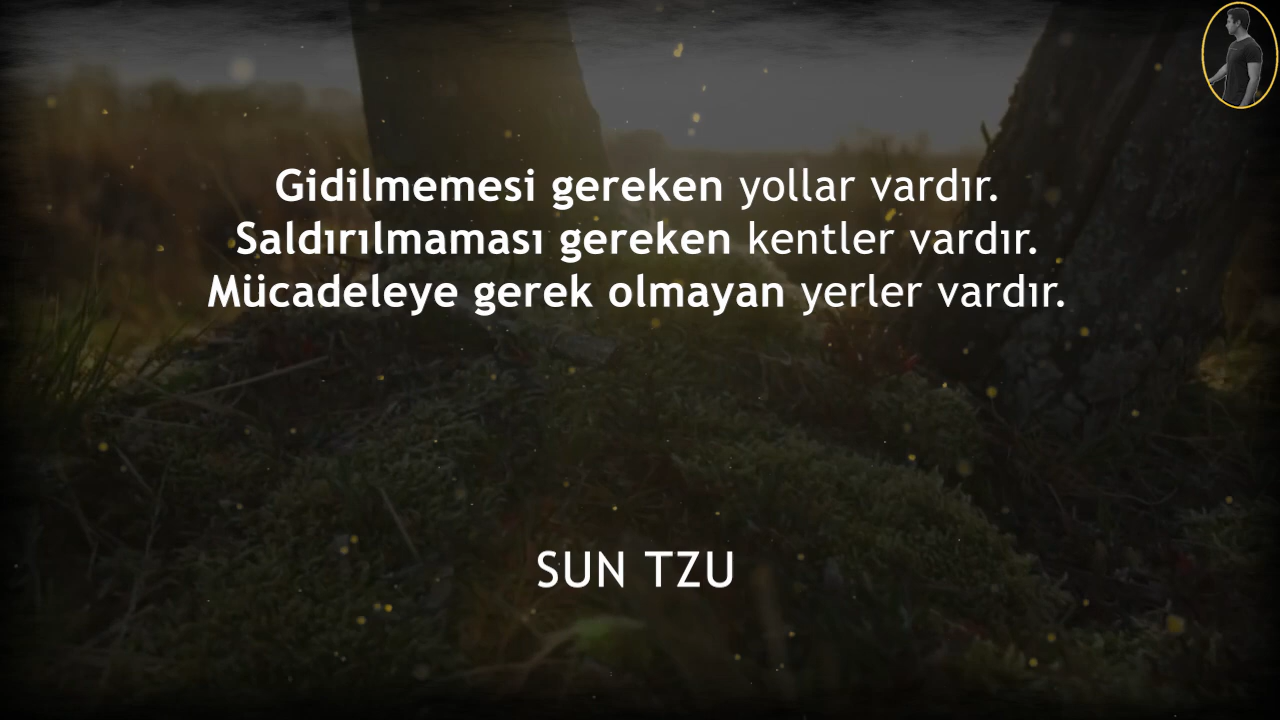 Gidilmemesi gereken yollar vardır.
Saldırılmaması gereken kentler vardır.
Mücadeleye gerek olmayan yerler vardır.
SUN TZU